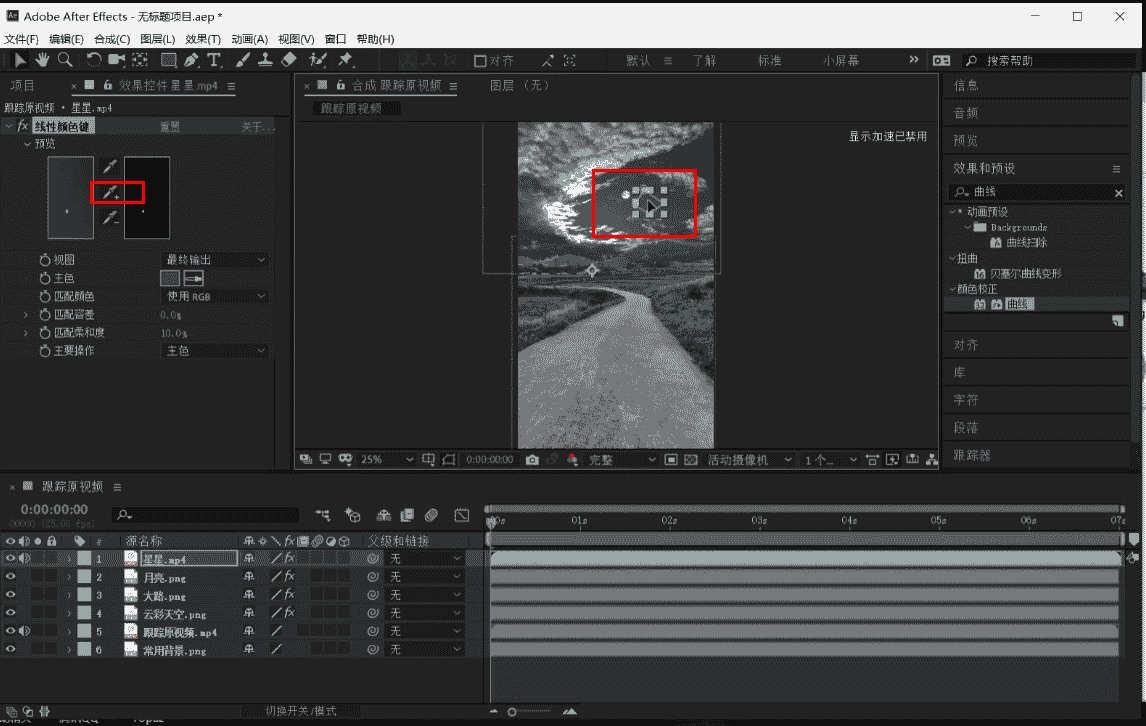 Adobe After Effects - 无标题项目.aep *
文件(F) 编辑(E) 合成(C) 图层(L) 效果(T) 动画(A) 视图(V) 窗口 帮助(H)
对齐 默认 了解 标准 小屏幕 搜索帮助
项目 效果控件 星星.mp4
跟踪原视频 • 星星.mp4
fx 线性颜色键 重置 关于...
预览
视图 最终输出
主色
匹配颜色 使用 RGB
匹配容差 0.0%
匹配柔和度 10.0%
主要操作 主色
合成 跟踪原视频 图层 (无)
跟踪原视频
显示加速已禁用
25% 0:00:00:00 完整 活动摄像机 1个...
信息
音频
预览
效果和预设
曲线
* 动画预设
Backgrounds
曲线扫除
扭曲
贝塞尔曲线变形
颜色校正
曲线
对齐
库
字符
段落
跟踪器
跟踪原视频
0:00:00:00
00000 (25.00 fps)
00s 01s 02s 03s 04s 05s 06s 07s
# 源名称 fx 父级和链接
1 星星.mp4 无
2 月亮.png fx 无
3 大路.png fx 无
4 云彩天空.png fx 无
5 跟踪原视频.mp4 无
6 常用背景.png 无
切换开关/模式